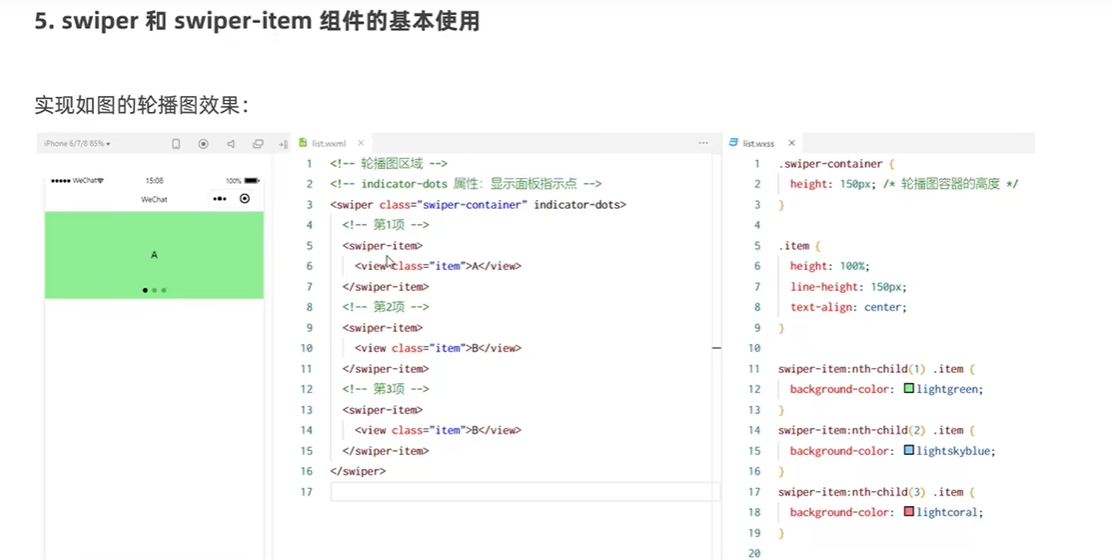 5. swiper 和 swiper-item 组件的基本使用
实现如图的轮播图效果：
iPhone 6/7/8 85%
WeChat
15:08
100%
WeChat
A
list.wxml
1 <!-- 轮播图区域 -->
2 <!-- indicator-dots 属性：显示面板指示点 -->
3 <swiper class="swiper-container" indicator-dots>
4 <!-- 第1项 -->
5 <swiper-item>
6 <view class="item">A</view>
7 </swiper-item>
8 <!-- 第2项 -->
9 <swiper-item>
10 <view class="item">B</view>
11 </swiper-item>
12 <!-- 第3项 -->
13 <swiper-item>
14 <view class="item">B</view>
15 </swiper-item>
16 </swiper>
17
list.wxss
1 .swiper-container {
2 height: 150px; /* 轮播图容器的高度 */
3 }
4
5 .item {
6 height: 100%;
7 line-height: 150px;
8 text-align: center;
9 }
10
11 swiper-item:nth-child(1) .item {
12 background-color: lightgreen;
13 }
14 swiper-item:nth-child(2) .item {
15 background-color: lightskyblue;
16 }
17 swiper-item:nth-child(3) .item {
18 background-color: lightcoral;
19 }
20